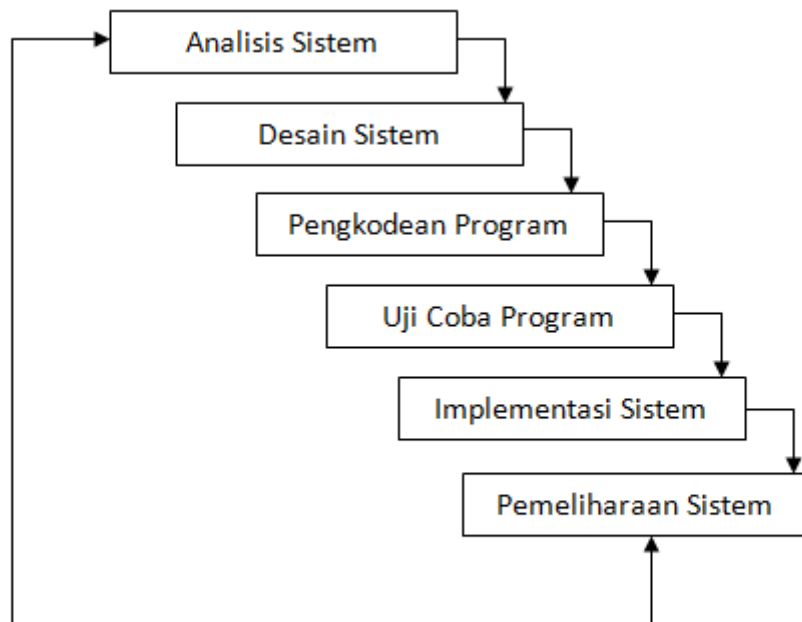 Analisis Sistem
Desain Sistem
Pengkodean Program
Uji Coba Program
Implementasi Sistem
Pemeliharaan Sistem